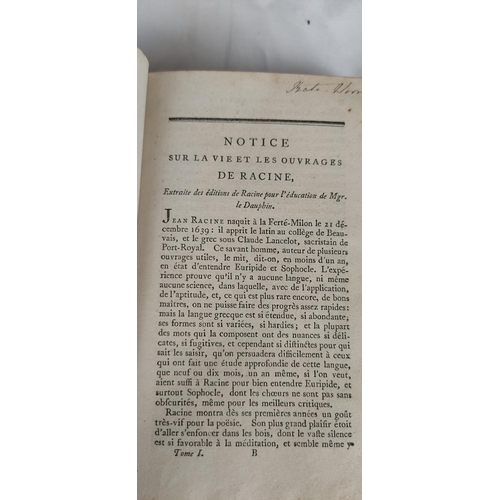 Kate
NOTICE
SUR LA VIE ET LES OUVRAGES
DE RACINE,
Extraite des éditions de Racine pour l'éducation de Mgr.
le Dauphin.
JEAN RACINE naquit à la Ferté-Milon le 21 dé-
cembre 1639: il apprit le latin au collège de Beau-
vais, et le grec sous Claude Lancelot, sacristain de
Port-Royal. Ce savant homme, auteur de plusieurs
ouvrages utiles, le mit, dit-on, en moins d'un an,
en état d'entendre Euripide et Sophocle. L'expé-
rience prouve qu'il n'y a aucune langue, ni même
aucune science, dans laquelle, avec de l'application,
de l'aptitude, et, ce qui est plus rare encore, de bons
maîtres, on ne puisse faire des progrès assez rapides:
mais la langue grecque est si étendue, si abondante;
ses formes sont si variées, si hardies; et la plupart
des mots qui la composent ont des nuances si déli-
cates, si fugitives, et cependant si distinctes pour qui
sait les saisir, qu'on persuadera difficilement à ceux
qui ont fait une étude approfondie de cette langue,
que neuf ou dix mois, un an même, si l'on veut,
aient suffi à Racine pour bien entendre Euripide, et
surtout Sophocle, dont les chœurs ne sont pas sans
obscurités, même pour les meilleurs critiques.
Racine montra dès ses premières années un goût
très-vif pour la poësie. Son plus grand plaisir étoit
d'aller s'enfoncer dans les bois, dont le vaste silence
est si favorable à la méditation, et semble même
Tome I. B